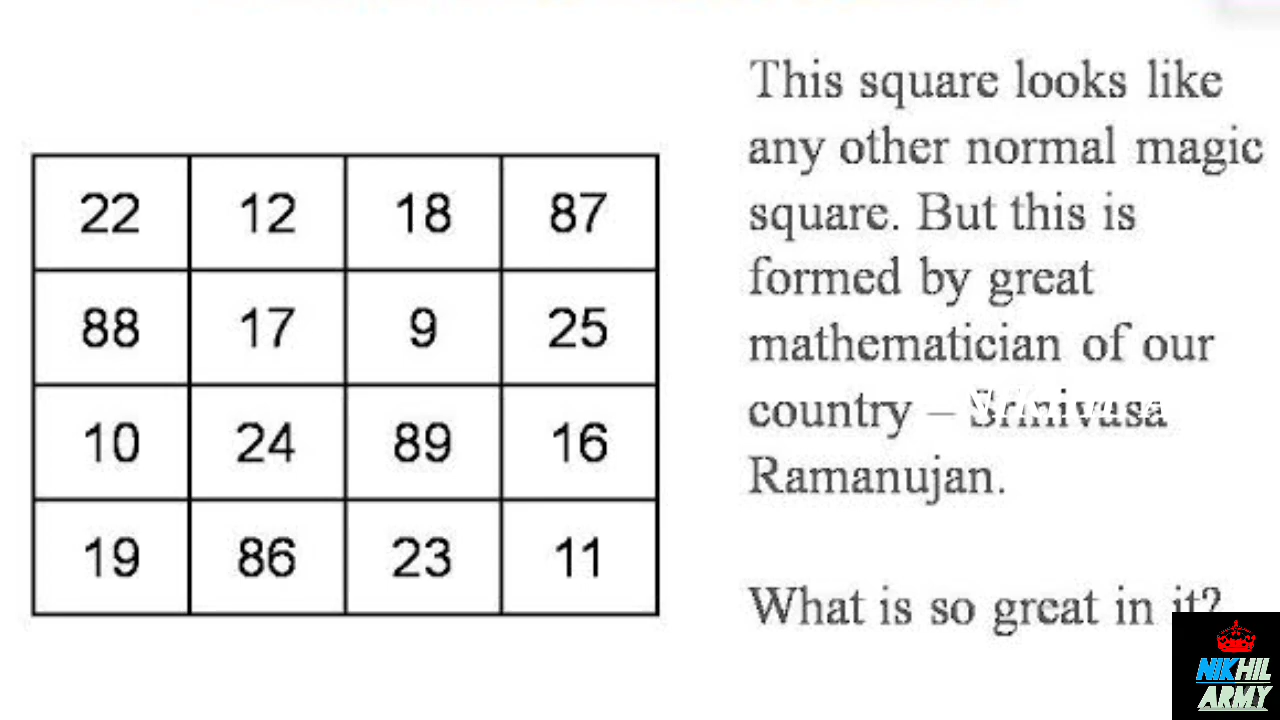 22 12 18 87
88 17 9 25
10 24 89 16
19 86 23 11
This square looks like
any other normal magic
square. But this is
formed by great
mathematician of our
country – Srinivasa
Ramanujan.
What is so great in it?
NIKHIL
ARMY